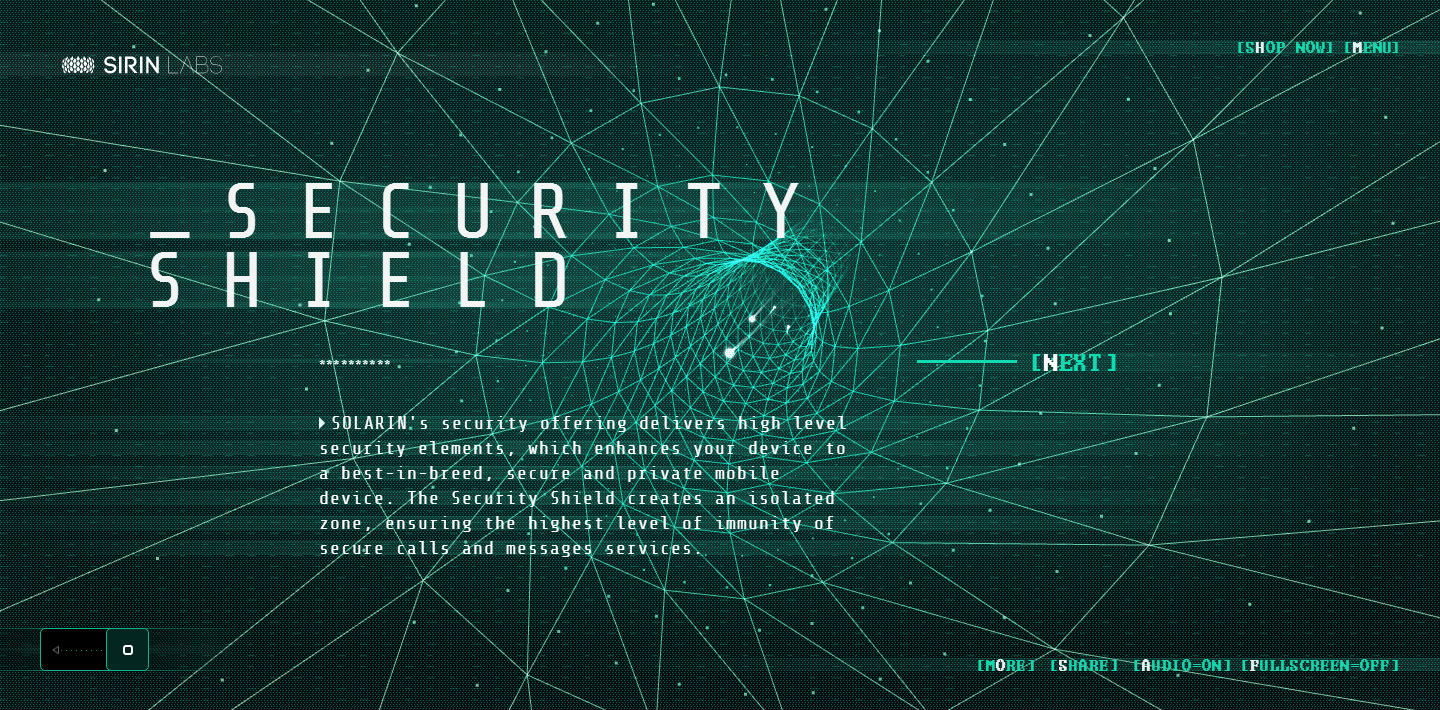 SIRIN LABS
[SHOP NOW] [MENU]
_SECURITY
SHIELD
**********
[NEXT]
SOLARIN's security offering delivers high level
security elements, which enhances your device to
a best-in-breed, secure and private mobile
device. The Security Shield creates an isolated
zone, ensuring the highest level of immunity of
secure calls and messages services.
[MORE] [SHARE] [AUDIO=ON] [FULLSCREEN=OFF]